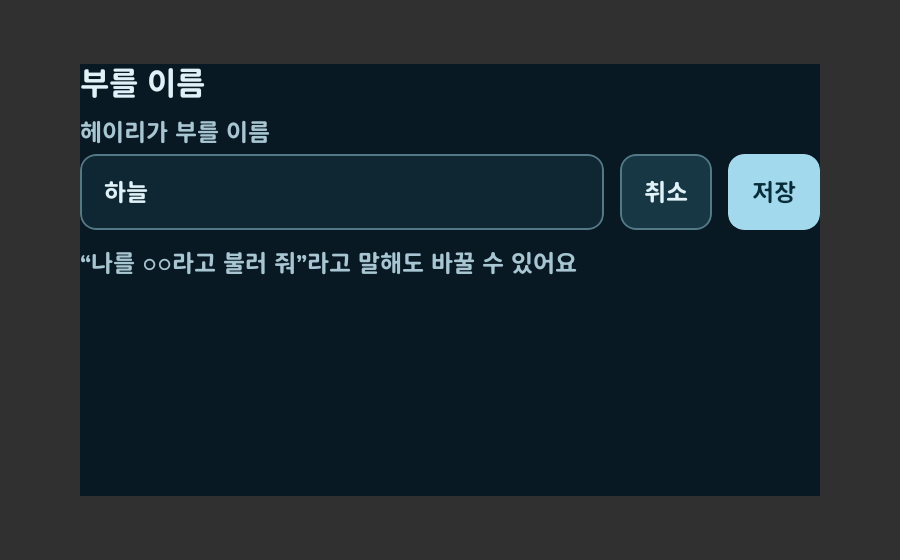 부를 이름
헤이리가 부를 이름
하늘
취소
저장
“나를 ○○라고 불러 줘”라고 말해도 바꿀 수 있어요